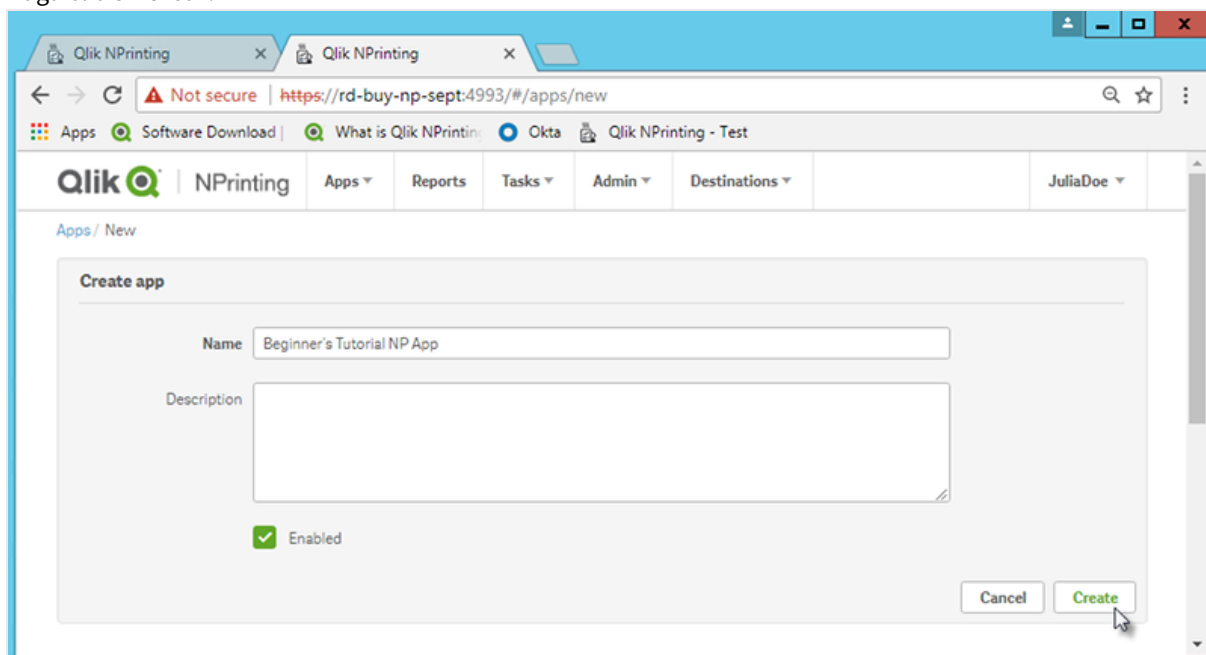 Qlik NPrinting
Qlik NPrinting
Not secure | https://rd-buy-np-sept:4993/#/apps/new
Apps Software Download | What is Qlik NPrinting Okta Qlik NPrinting - Test
Qlik NPrinting Apps Reports Tasks Admin Destinations JuliaDoe
Apps / New
Create app
Name Beginner's Tutorial NP App
Description
Enabled
Cancel Create